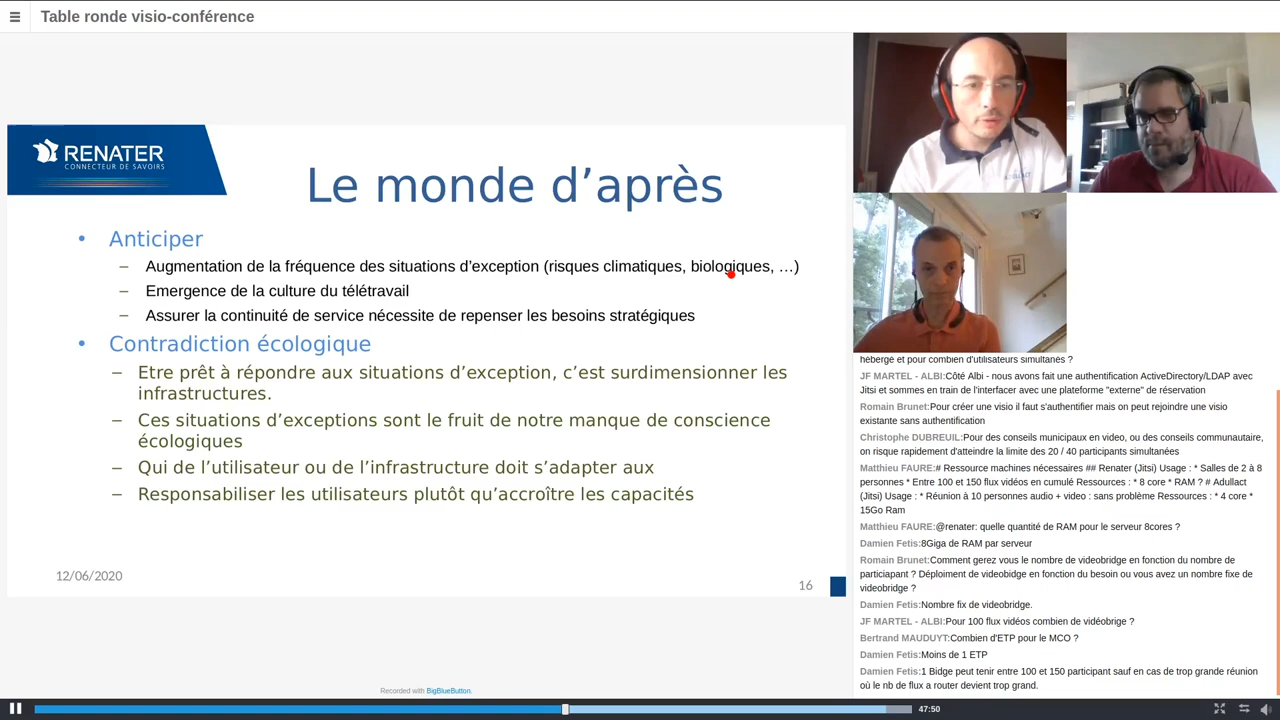 Table ronde visio-conférence
RENATER
CONNECTEUR DE SAVOIRS
Le monde d’après
• Anticiper
– Augmentation de la fréquence des situations d’exception (risques climatiques, biologiques, …)
– Emergence de la culture du télétravail
– Assurer la continuité de service nécessite de repenser les besoins stratégiques
• Contradiction écologique
– Etre prêt à répondre aux situations d’exception, c’est surdimensionner les
infrastructures.
– Ces situations d’exceptions sont le fruit de notre manque de conscience
écologiques
– Qui de l’utilisateur ou de l’infrastructure doit s’adapter aux
– Responsabiliser les utilisateurs plutôt qu’accroître les capacités
12/06/2020
16
Recorded with BigBlueButton.
hébergé et pour combien d'utilisateurs simultanés ?
JF MARTEL - ALBI:Côté Albi - nous avons fait une authentification ActiveDirectory/LDAP avec
Jitsi et sommes en train de l'interfacer avec une plateforme "externe" de réservation
Romain Brunet:Pour créer une visio il faut s'authentifier mais on peut rejoindre une visio
existante sans authentification
Christophe DUBREUIL:Pour des conseils municipaux en video, ou des conseils communautaire,
on risque rapidement d'atteindre la limite des 20 / 40 participants simultanées
Matthieu FAURE:# Ressource machines nécessaires ## Renater (Jitsi) Usage : * Salles de 2 à 8
personnes * Entre 100 et 150 flux vidéos en cumulé Ressources : * 8 core * RAM ? # Adullact
(Jitsi) Usage : * Réunion à 10 personnes audio + video : sans problème Ressources : * 4 core *
15Go Ram
Matthieu FAURE:@renater: quelle quantité de RAM pour le serveur 8cores ?
Damien Fetis:8Giga de RAM par serveur
Romain Brunet:Comment gerez vous le nombre de videobridge en fonction du nombre de
particiapant ? Déploiment de videobidge en fonction du besoin ou vous avez un nombre fixe de
videobridge ?
Damien Fetis:Nombre fix de videobridge.
JF MARTEL - ALBI:Pour 100 flux vidéos combien de vidéobrige ?
Bertrand MAUDUYT:Combien d'ETP pour le MCO ?
Damien Fetis:Moins de 1 ETP
Damien Fetis:1 Bidge peut tenir entre 100 et 150 participant sauf en cas de trop grande réunion
où le nb de flux a router devient trop grand.
47:50